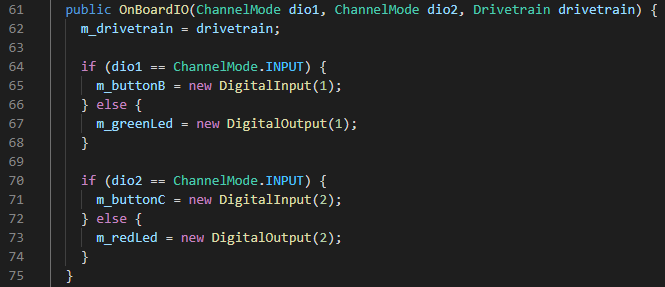 61 public OnBoardIO(ChannelMode dio1, ChannelMode dio2, Drivetrain drivetrain) {
62 m_drivetrain = drivetrain;
63
64 if (dio1 == ChannelMode.INPUT) {
65 m_buttonB = new DigitalInput(1);
66 } else {
67 m_greenLed = new DigitalOutput(1);
68 }
69
70 if (dio2 == ChannelMode.INPUT) {
71 m_buttonC = new DigitalInput(2);
72 } else {
73 m_redLed = new DigitalOutput(2);
74 }
75 }